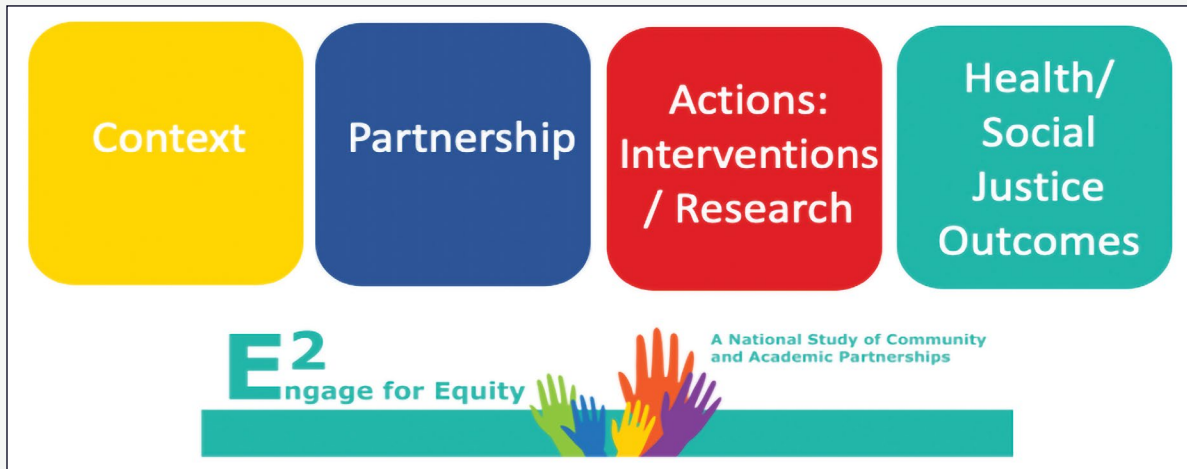 Context
Partnership
Actions:
Interventions
/ Research
Health/
Social
Justice
Outcomes
E2
Engage for Equity
A National Study of Community
and Academic Partnerships